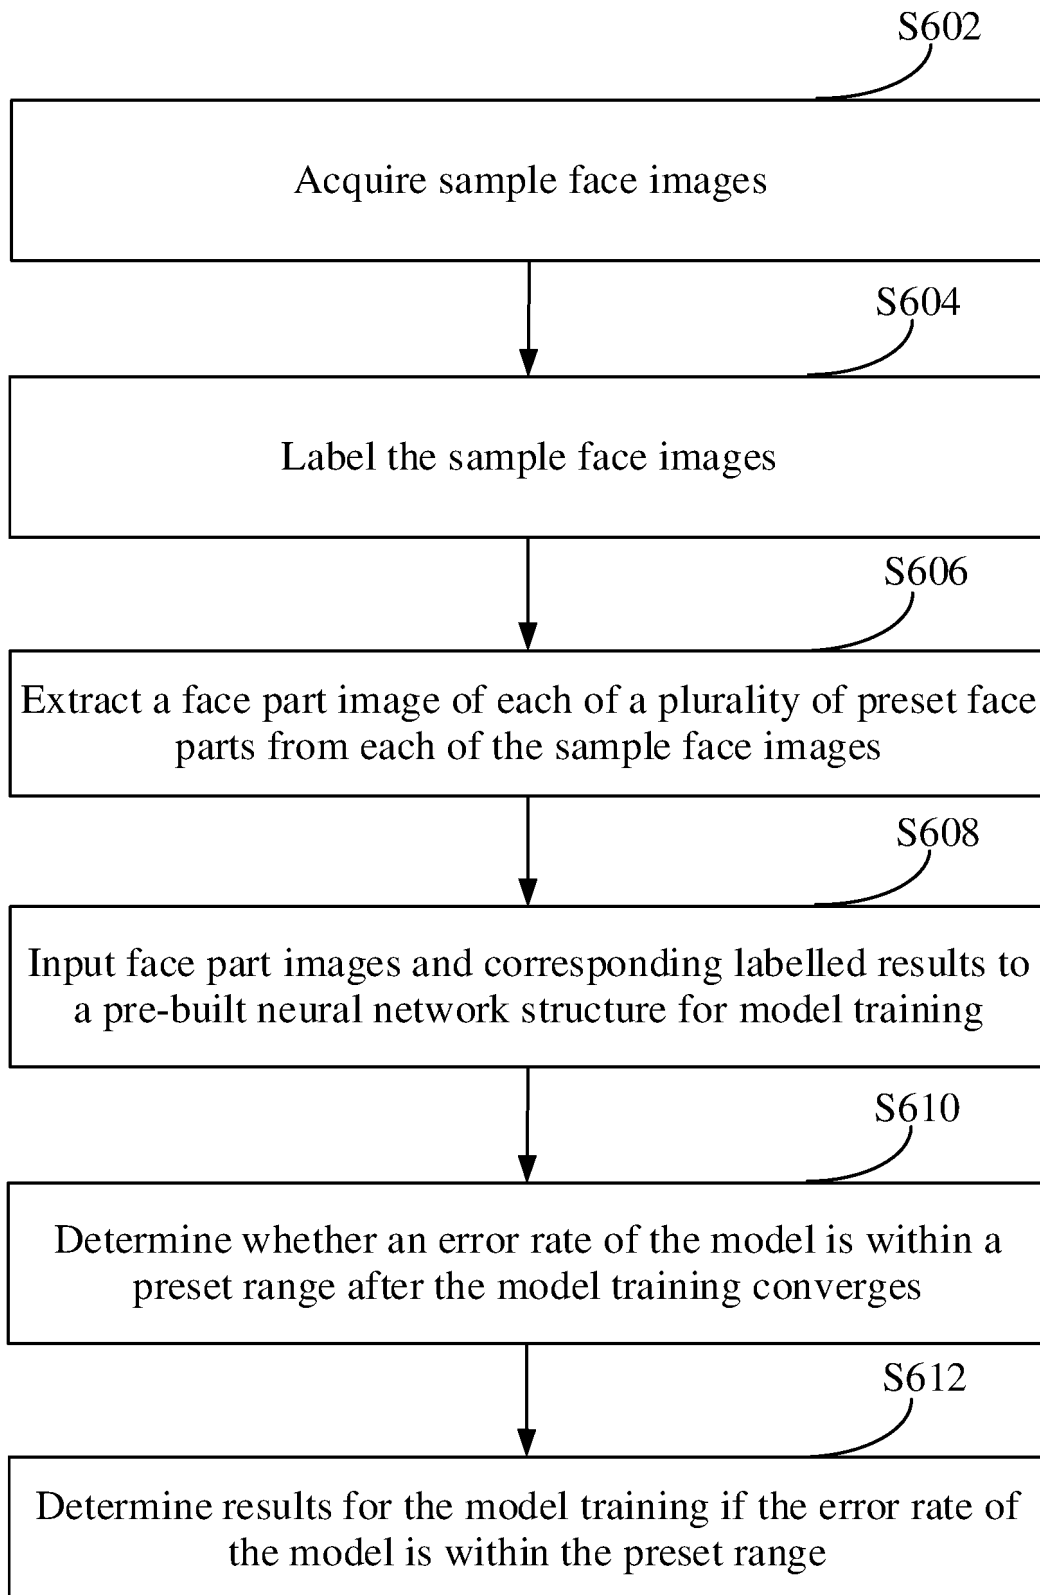 S602
Acquire sample face images
S604
Label the sample face images
S606
Extract a face part image of each of a plurality of preset face
parts from each of the sample face images
S608
Input face part images and corresponding labelled results to
a pre-built neural network structure for model training
S610
Determine whether an error rate of the model is within a
preset range after the model training converges
S612
Determine results for the model training if the error rate of
the model is within the preset range